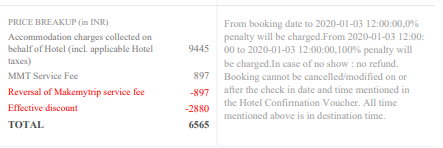 PRICE BREAKUP (in INR)
Accommodation charges collected on
behalf of Hotel (incl. applicable Hotel 9445
taxes)
MMT Service Fee 897
Reversal of Makemytrip service fee -897
Effective discount -2880
TOTAL 6565
From booking date to 2020-01-03 12:00:00,0%
penalty will be charged.From 2020-01-03 12:00:
00 to 2020-01-03 12:00:00,100% penalty will
be charged.In case of no show : no refund.
Booking cannot be cancelled/modified on or
after the check in date and time mentioned in
the Hotel Confirmation Voucher. All time
mentioned above is in destination time.